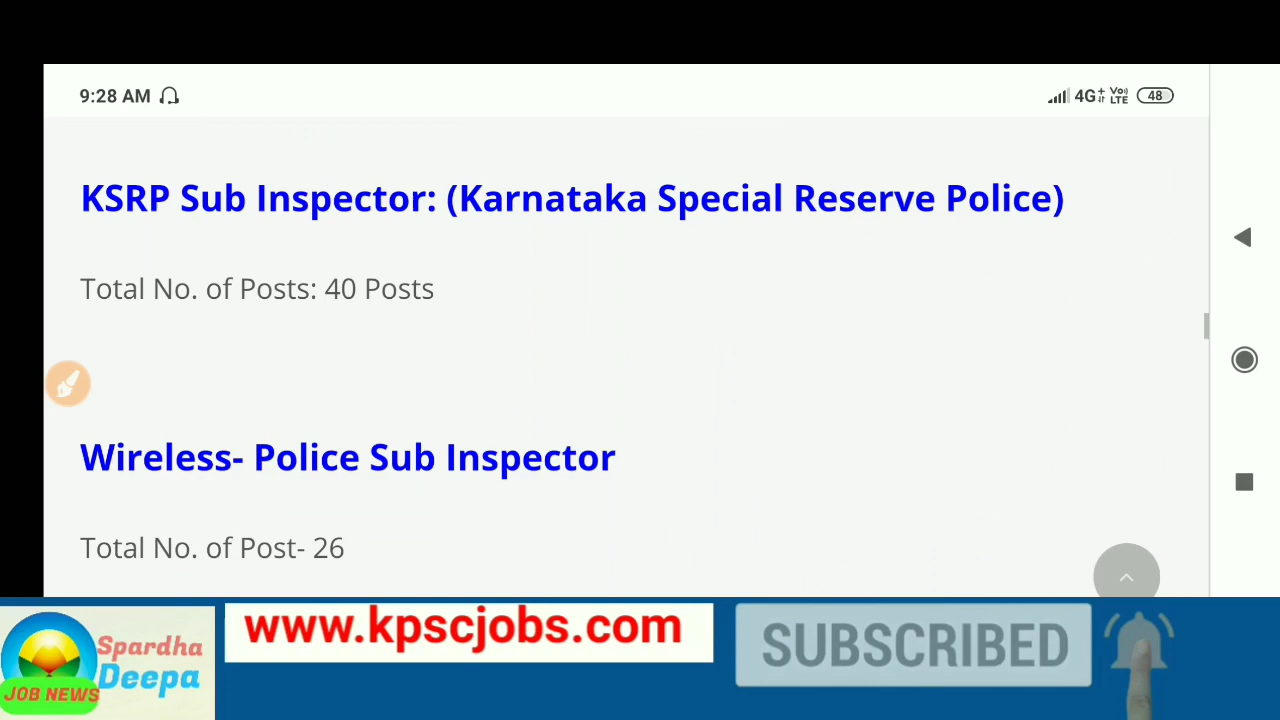 9:28 AM
4G+ Vo) LTE 48
KSRP Sub Inspector: (Karnataka Special Reserve Police)
Total No. of Posts: 40 Posts
Wireless- Police Sub Inspector
Total No. of Post- 26
Spardha
Deepa
JOB NEWS
www.kpscjobs.com
SUBSCRIBED